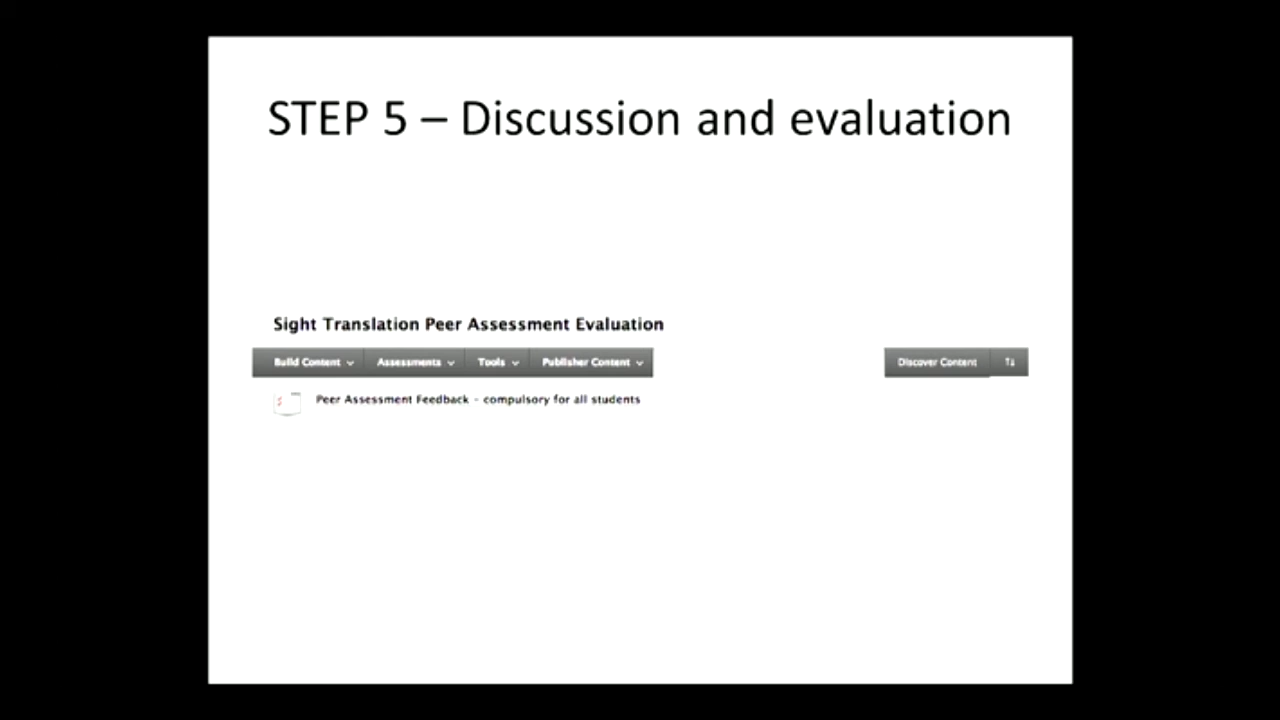 STEP 5 – Discussion and evaluation
Sight Translation Peer Assessment Evaluation
Build Content Assessments Tools Publisher Content Discover Content
Peer Assessment Feedback - compulsory for all students